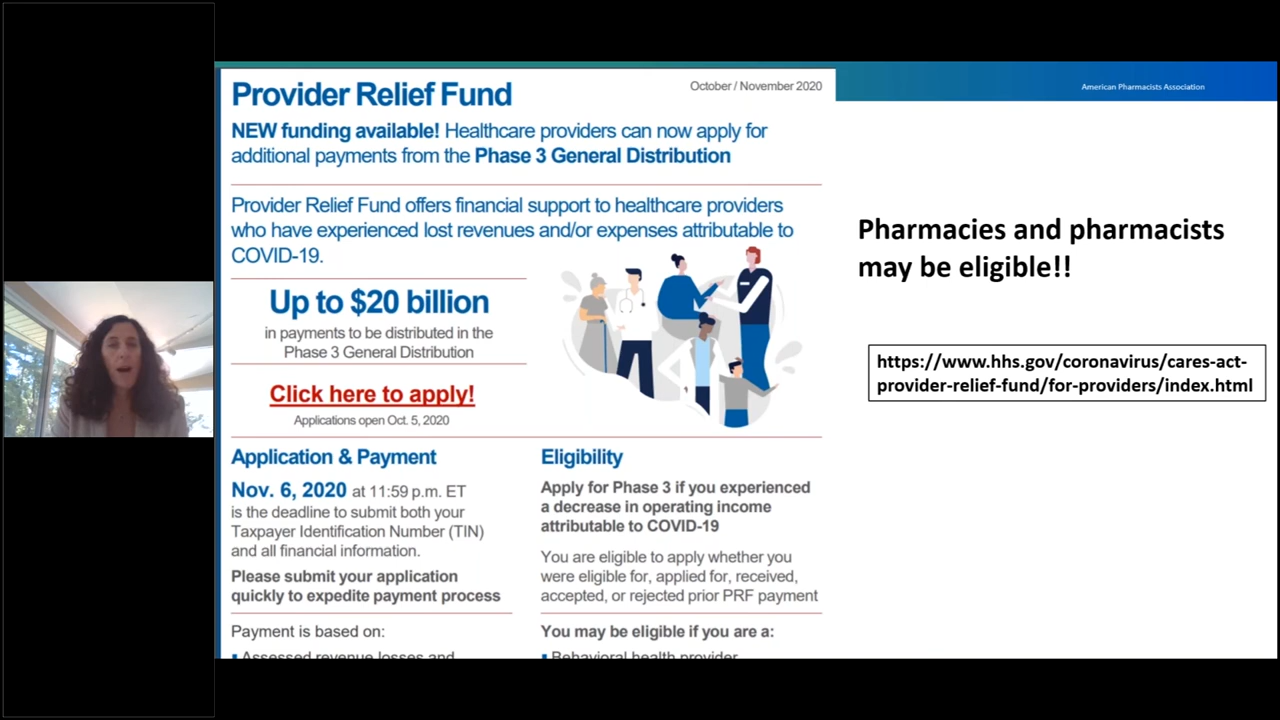 Provider Relief Fund
October / November 2020
American Pharmacists Association
NEW funding available! Healthcare providers can now apply for
additional payments from the Phase 3 General Distribution
Provider Relief Fund offers financial support to healthcare providers
who have experienced lost revenues and/or expenses attributable to
COVID-19.
Up to $20 billion
in payments to be distributed in the
Phase 3 General Distribution
Click here to apply!
Applications open Oct. 5, 2020
Application & Payment
Nov. 6, 2020 at 11:59 p.m. ET
is the deadline to submit both your
Taxpayer Identification Number (TIN)
and all financial information.
Please submit your application
quickly to expedite payment process
Payment is based on:
▪ Assessed revenue losses and
Eligibility
Apply for Phase 3 if you experienced
a decrease in operating income
attributable to COVID-19
You are eligible to apply whether you
were eligible for, applied for, received,
accepted, or rejected prior PRF payment
You may be eligible if you are a:
▪ Behavioral health provider
Pharmacies and pharmacists
may be eligible!!
https://www.hhs.gov/coronavirus/cares-act-
provider-relief-fund/for-providers/index.html